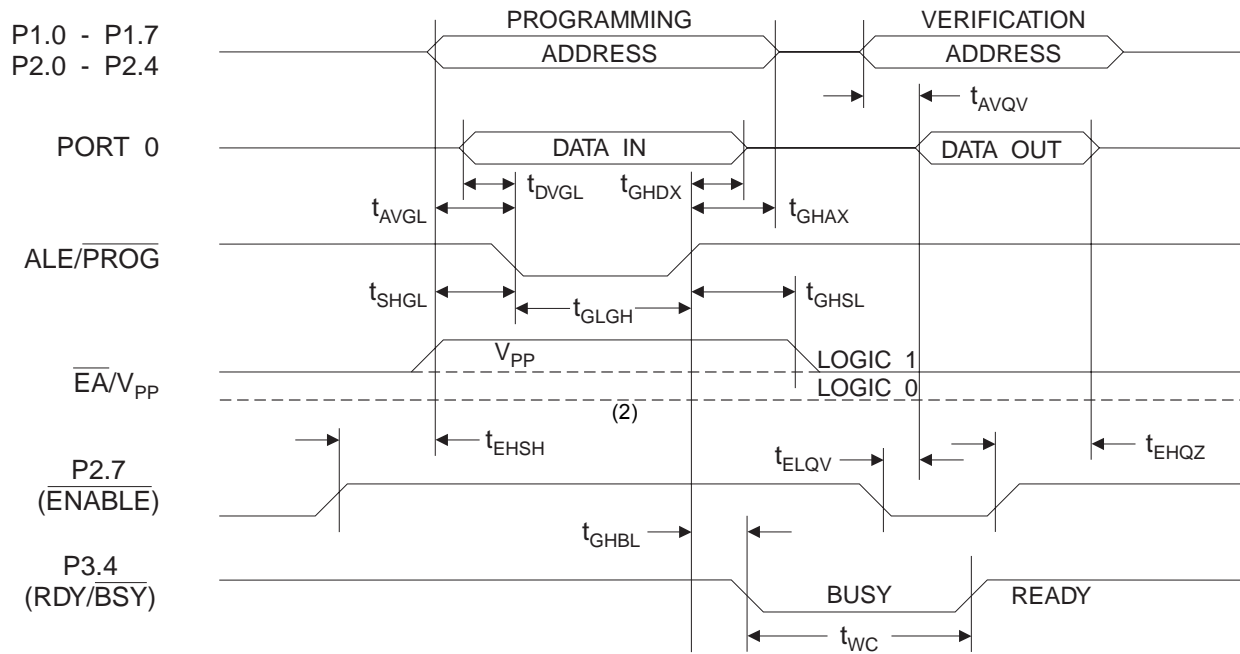 PROGRAMMING
VERIFICATION
P1.0 - P1.7
P2.0 - P2.4
ADDRESS
ADDRESS
tAVQV
PORT 0
DATA IN
DATA OUT
tDVGL
tGHDX
tAVGL
tGHAX
ALE/PROG
tSHGL
tGLGH
tGHSL
VPP
LOGIC 1
EA/VPP
LOGIC 0
(2)
tEHSH
tELQV
tEHQZ
P2.7
(ENABLE)
tGHBL
P3.4
(RDY/BSY)
BUSY
READY
tWC